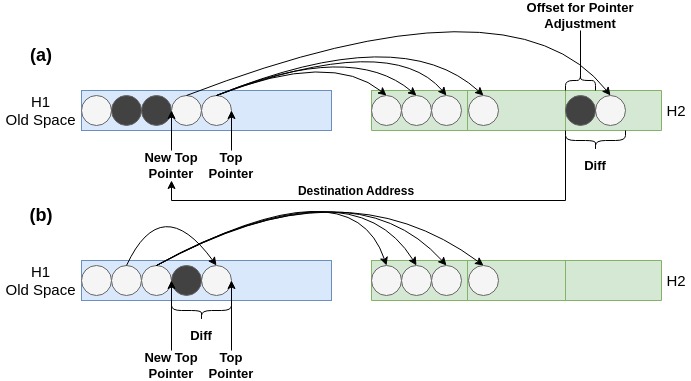 Offset for Pointer
Adjustment
(a)
H1
Old Space
H2
New Top
Pointer
Top
Pointer
Diff
Destination Address
(b)
H1
Old Space
H2
Diff
New Top
Pointer
Top
Pointer